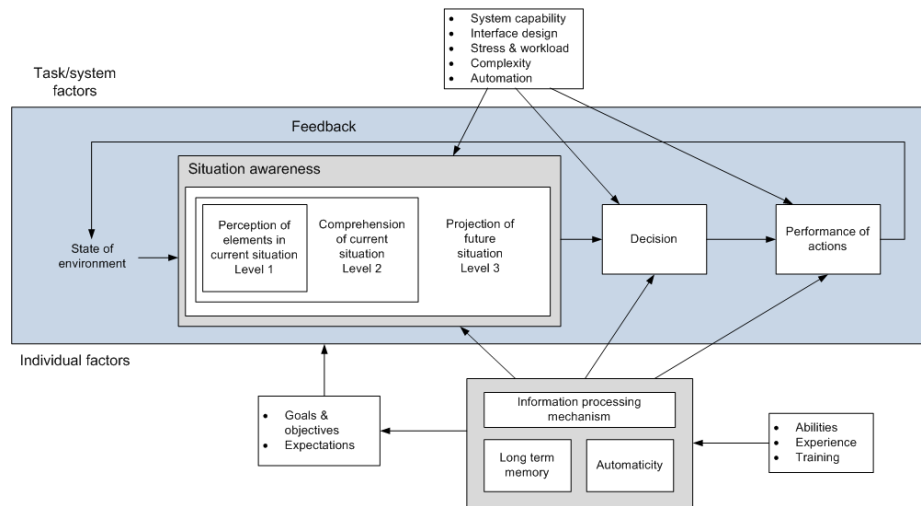 • System capability
• Interface design
• Stress & workload
• Complexity
• Automation
Task/system
factors
Feedback
Situation awareness
Perception of
elements in
current situation
Level 1
Comprehension
of current
situation
Level 2
Projection of
future
situation
Level 3
State of
environment
Decision
Performance of
actions
Individual factors
• Goals &
objectives
• Expectations
Information processing
mechanism
Long term
memory
Automaticity
• Abilities
• Experience
• Training